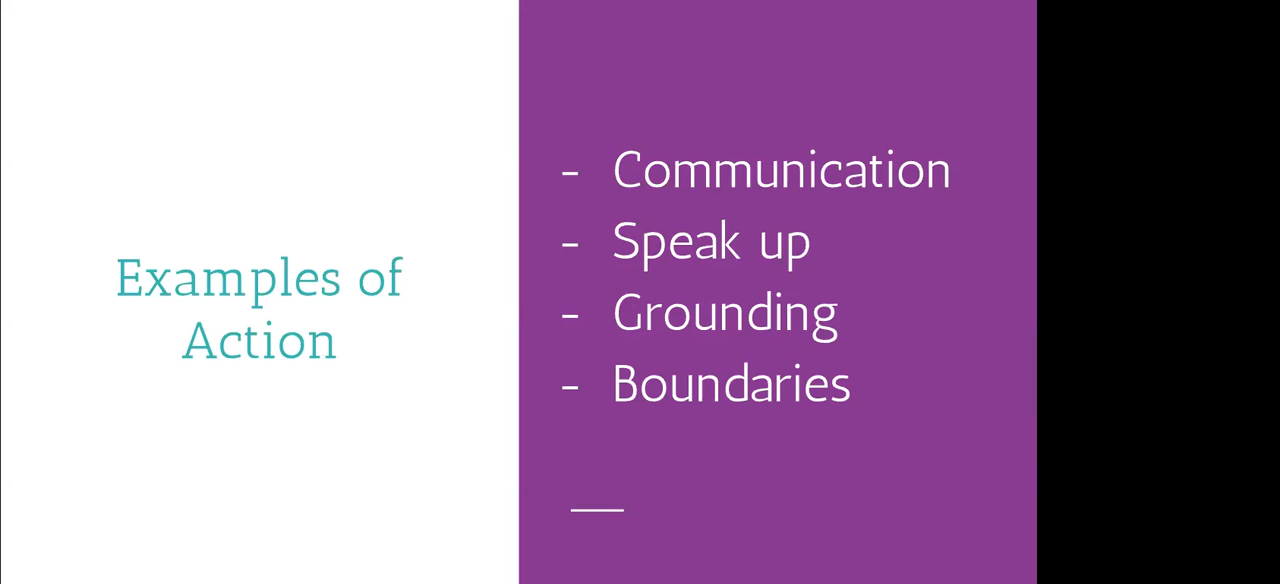 Examples of
Action
- Communication
- Speak up
- Grounding
- Boundaries